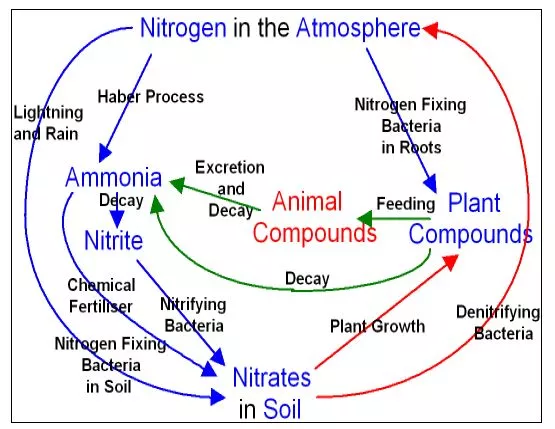 Nitrogen in the Atmosphere
Lightning
and Rain
Haber Process
Nitrogen Fixing
Bacteria
in Roots
Ammonia
Decay
Nitrite
Excretion
and
Decay
Animal
Compounds
Feeding
Plant
Compounds
Decay
Chemical
Fertiliser
Nitrifying
Bacteria
Plant Growth
Denitrifying
Bacteria
Nitrogen Fixing
Bacteria
in Soil
Nitrates
in Soil